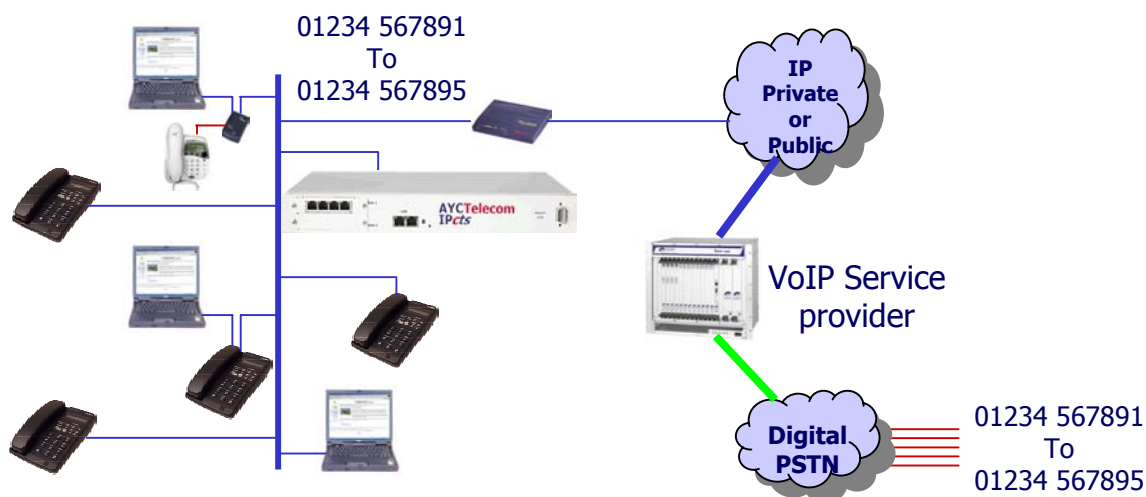 01234 567891
To
01234 567895
IP
Private
or
Public
AYCTelecom
IPcts
VoIP Service
provider
Digital
PSTN
01234 567891
To
01234 567895